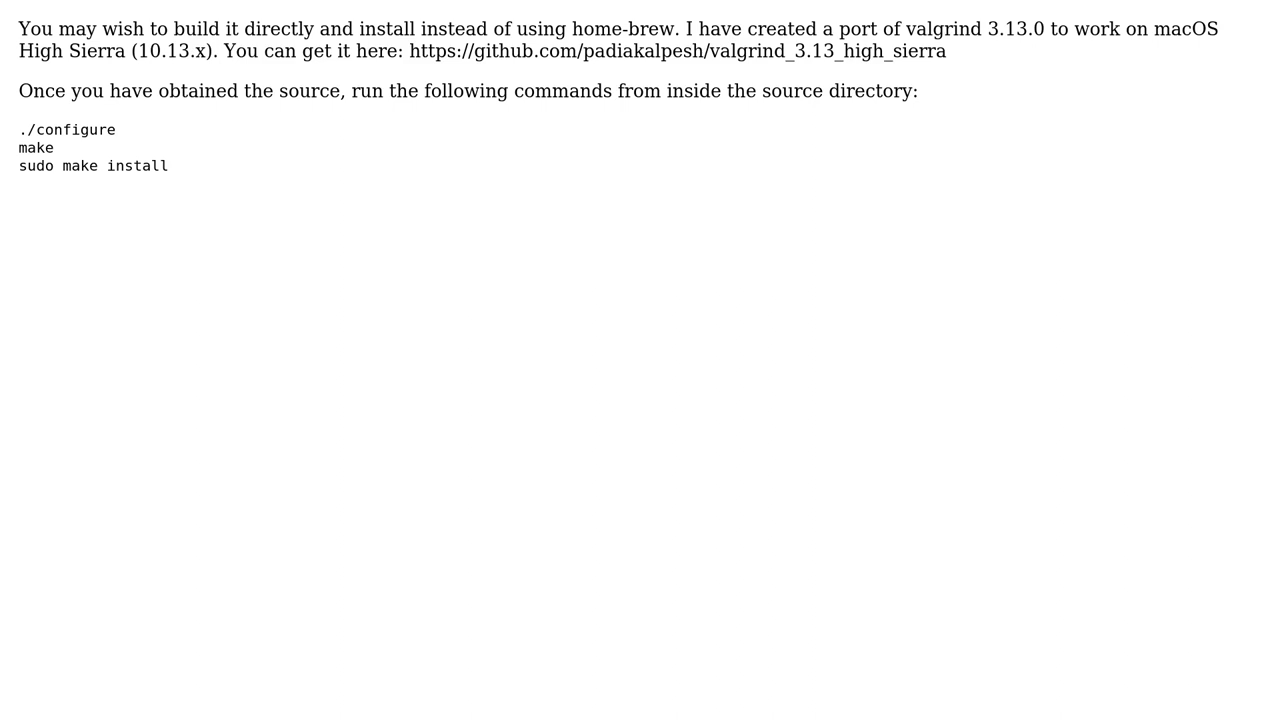 You may wish to build it directly and install instead of using home-brew. I have created a port of valgrind 3.13.0 to work on macOS
High Sierra (10.13.x). You can get it here: https://github.com/padiakalpesh/valgrind_3.13_high_sierra
Once you have obtained the source, run the following commands from inside the source directory:
./configure
make
sudo make install